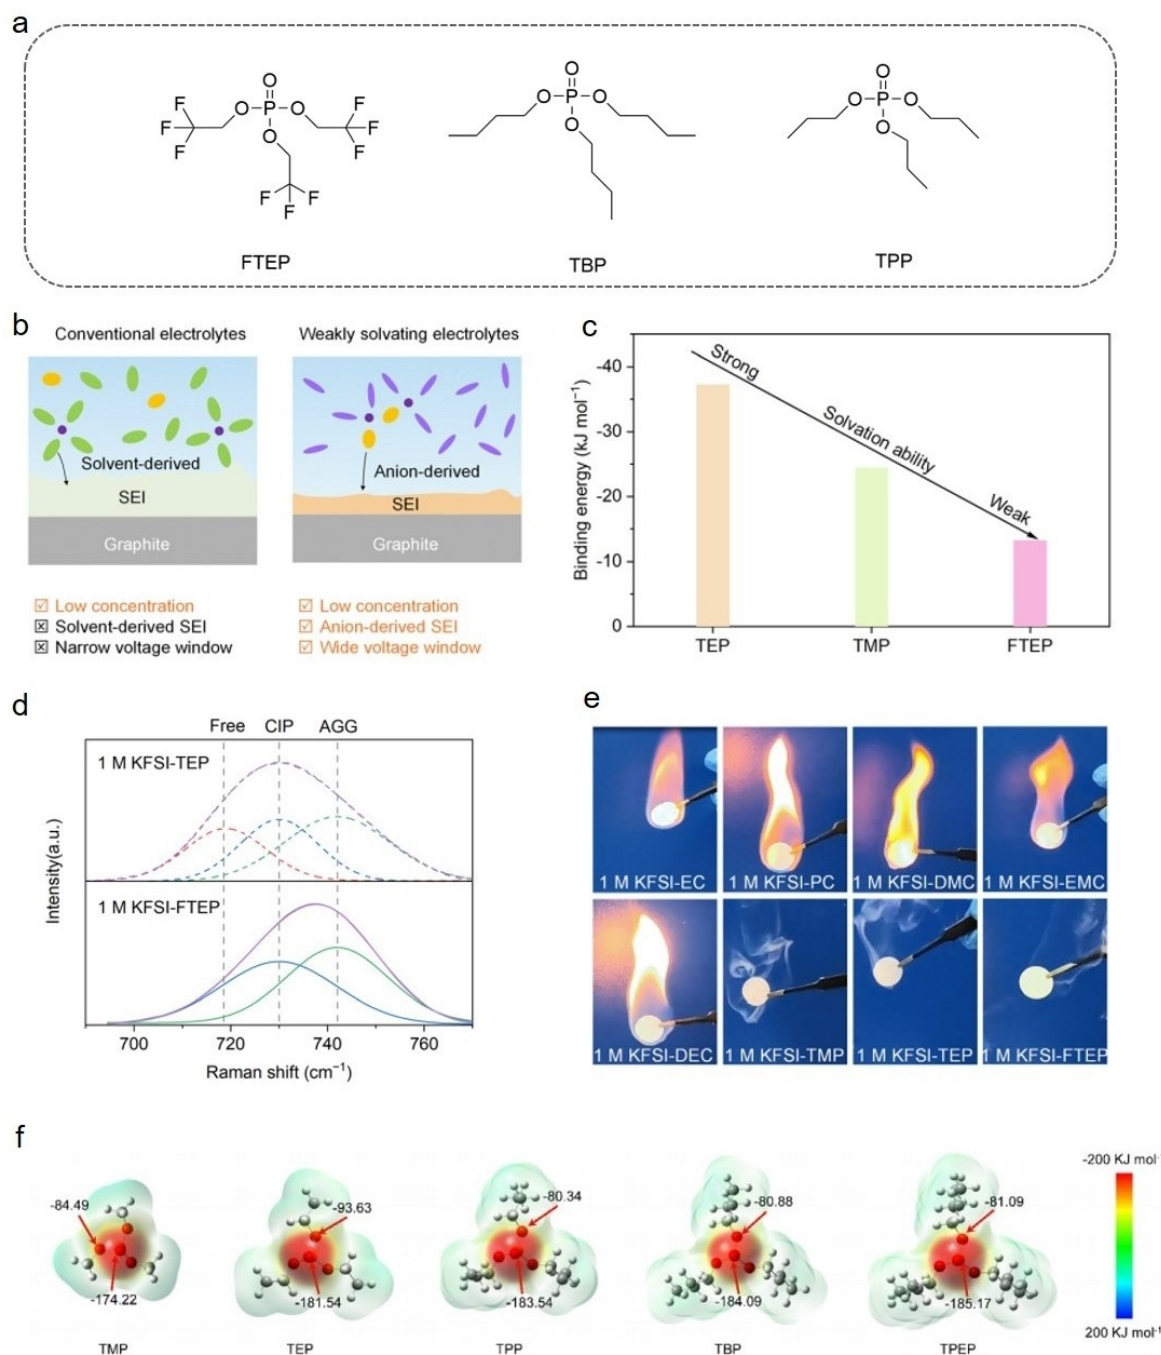 a
O
O
P
O
O
F
F
F
F
F
F
F
F
F
FTEP
O
O
P
O
O
TBP
O
O
P
O
O
TPP
b
Conventional electrolytes
Weakly solvating electrolytes
Solvent-derived
SEI
Graphite
Anion-derived
SEI
Graphite
☑ Low concentration
☒ Solvent-derived SEI
☒ Narrow voltage window
☑ Low concentration
☑ Anion-derived SEI
☑ Wide voltage window
c
Binding energy (kJ mol⁻¹)
-40
-30
-20
-10
0
Strong
Solvation ability
Weak
TEP
TMP
FTEP
d
Free
CIP
AGG
1 M KFSI-TEP
1 M KFSI-FTEP
Intensity(a.u.)
700
720
740
760
Raman shift (cm⁻¹)
e
1 M KFSI-EC
1 M KFSI-PC
1 M KFSI-DMC
1 M KFSI-EMC
1 M KFSI-DEC
1 M KFSI-TMP
1 M KFSI-TEP
1 M KFSI-FTEP
f
-84.49
-174.22
TMP
-93.63
-181.54
TEP
-80.34
-183.54
TPP
-80.88
-184.09
TBP
-81.09
-185.17
TPEP
-200 KJ mol⁻
200 KJ mol⁻¹